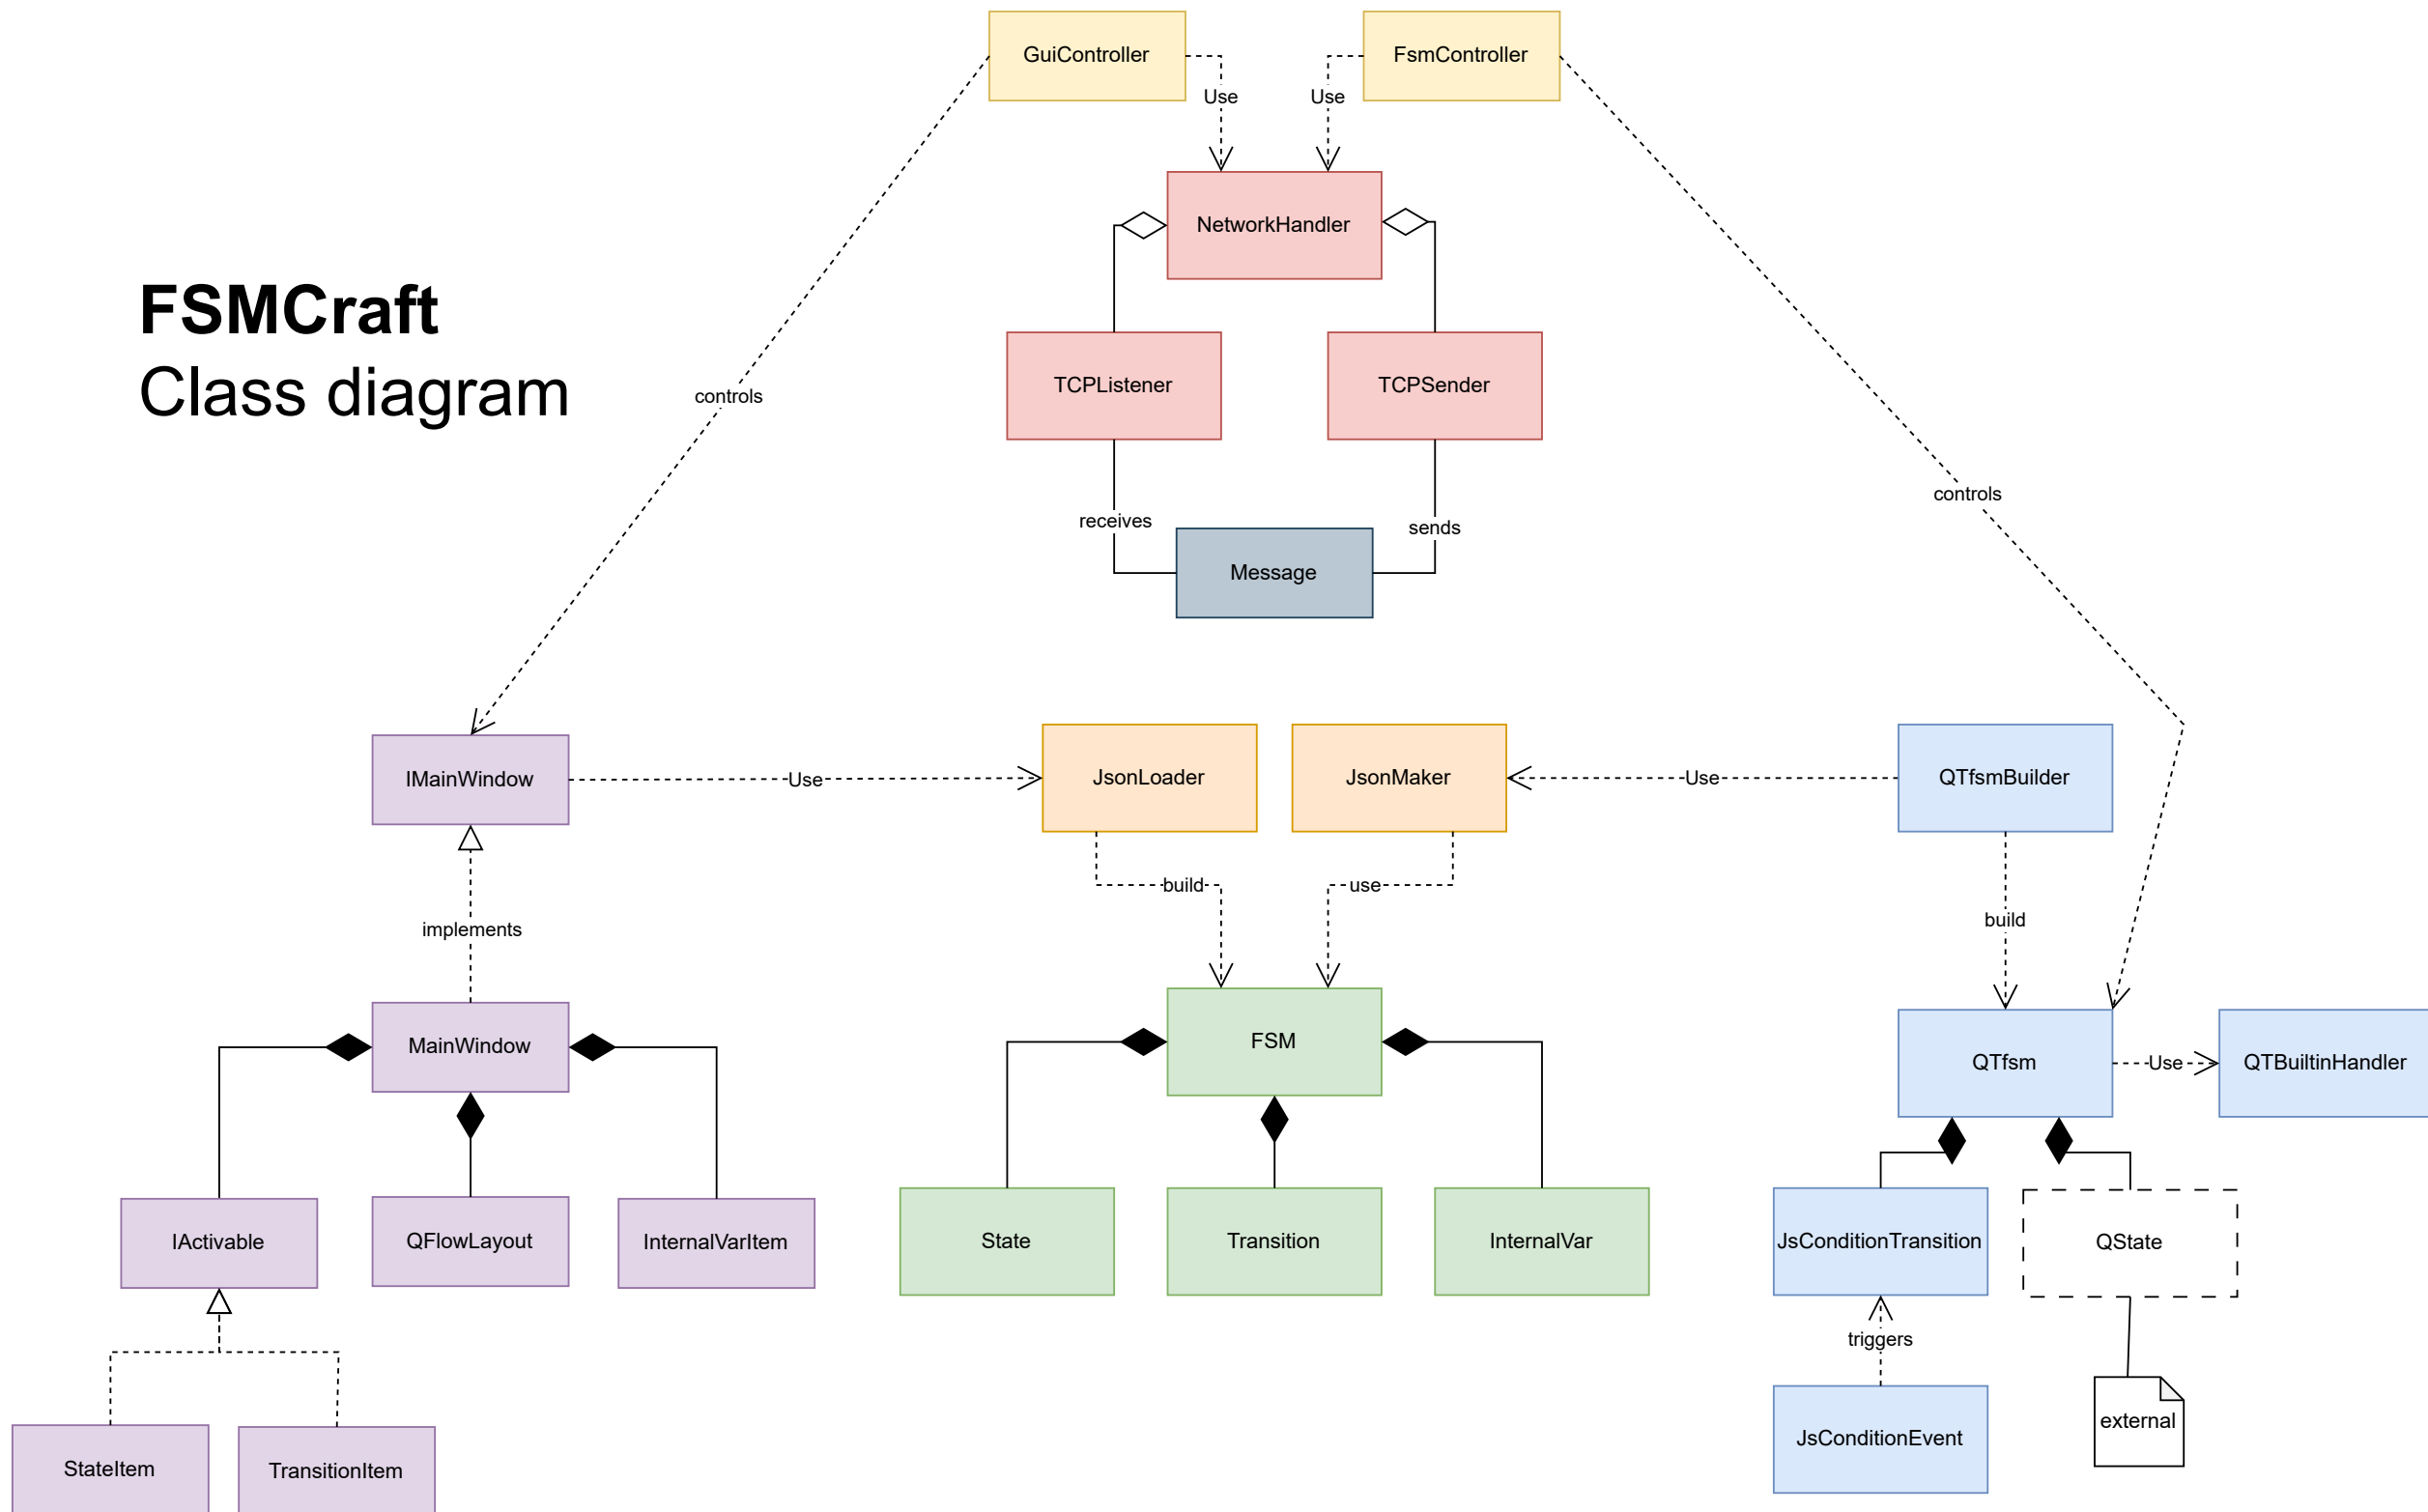 GuiController
FsmController
Use
Use
NetworkHandler
FSMCraft
Class diagram
TCPListener
TCPSender
controls
controls
receives
sends
Message
IMainWindow
Use
JsonLoader
JsonMaker
Use
QTfsmBuilder
build
use
implements
build
MainWindow
FSM
QTfsm
Use
QTBuiltinHandler
IActivable
QFlowLayout
InternalVarItem
State
Transition
InternalVar
JsConditionTransition
QState
triggers
external
StateItem
TransitionItem
JsConditionEvent